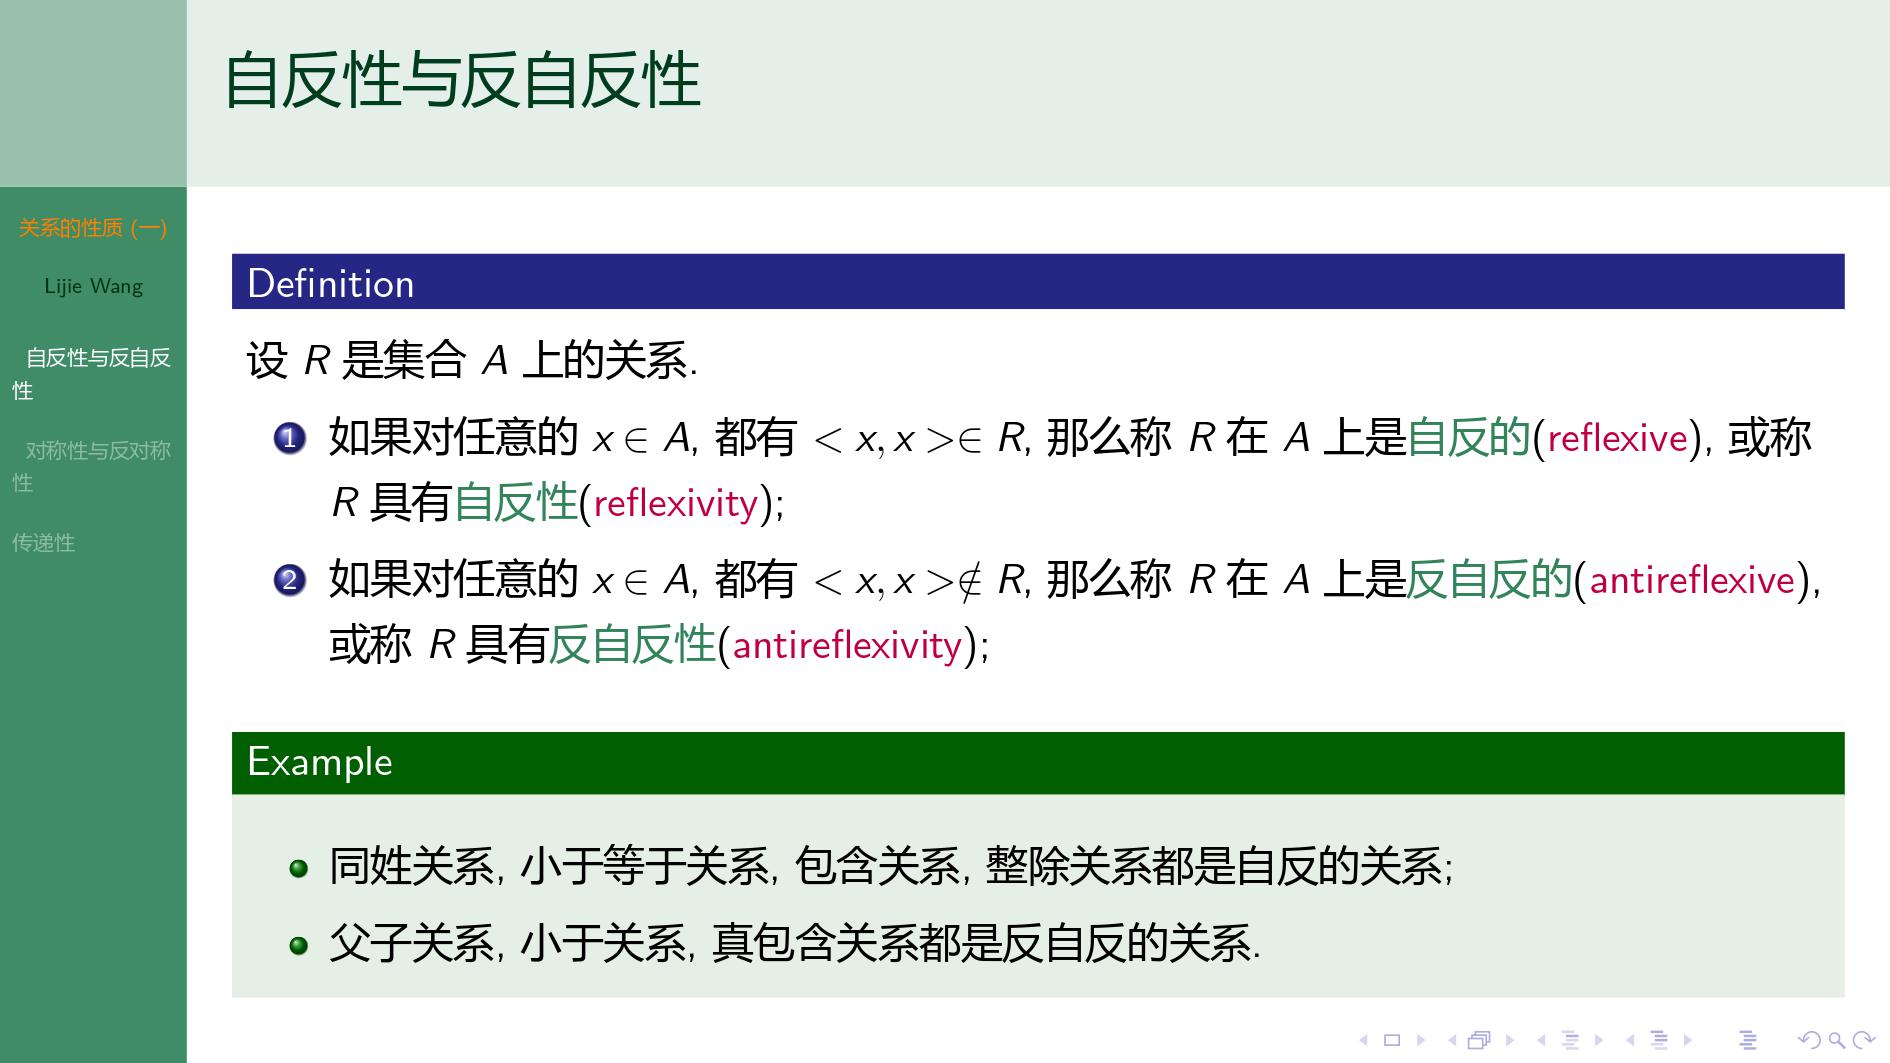 自反性与反自反性
关系的性质 (一)
Lijie Wang
自反性与反自反
性
对称性与反对称
性
传递性
Definition
设 R 是集合 A 上的关系.
1 如果对任意的 x ∈ A, 都有 < x, x >∈ R, 那么称 R 在 A 上是自反的(reflexive), 或称
R 具有自反性(reflexivity);
2 如果对任意的 x ∈ A, 都有 < x, x >∉ R, 那么称 R 在 A 上是反自反的(antireflexive),
或称 R 具有反自反性(antireflexivity);
Example
同姓关系, 小于等于关系, 包含关系, 整除关系都是自反的关系;
父子关系, 小于关系, 真包含关系都是反自反的关系.